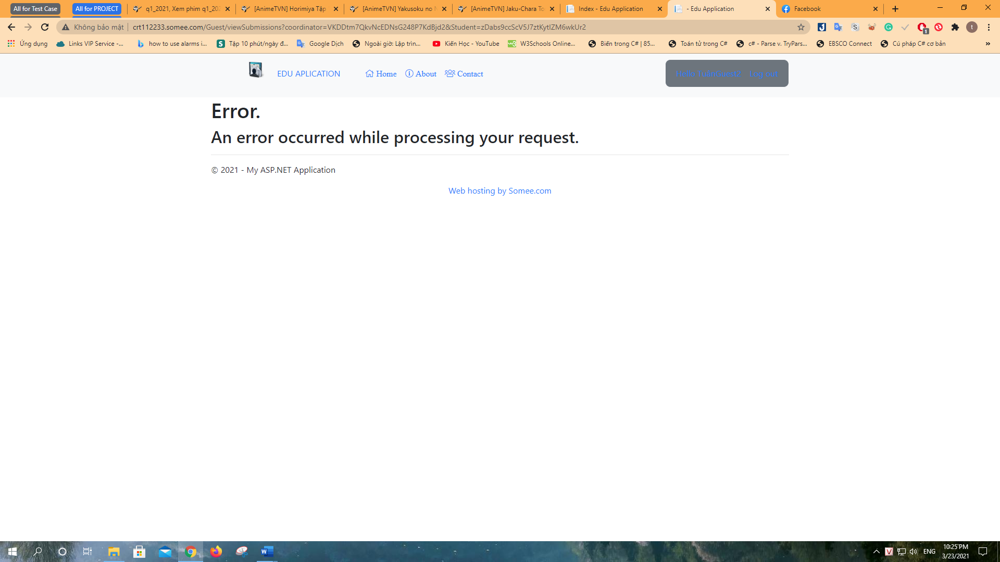 All for Test Case
All for PROJECT
q1_2021, Xem phim q1_202
[AnimeTVN] Horimiya Tập
[AnimeTVN] Yakusoku no N
[AnimeTVN] Jaku-Chara To
Index - Edu Application
- Edu Application
Facebook
Không bảo mật
crt112233.somee.com/Guest/viewSubmissions?coordinator=VKDDtm7QkvNcEDNsG248P7KdBjd2&Student=zDabs9ccScV5J7ztKytIZM6wkUr2
1
t
Ứng dụng
Links VIP Service -...
how to use alarms i...
Tập 10 phút/ngày đ...
Google Dịch
Ngoài giờ: Lập trìn...
Kiến Học - YouTube
W3Schools Online...
Biến trong C# | 85...
Toán tử trong C#
c# - Parse v. TryPars...
EBSCO Connect
Cú pháp C# cơ bản
»
EDU APLICATION
Home
About
Contact
Hello TuânGuest2
Log out
Error.
An error occurred while processing your request.
© 2021 - My ASP.NET Application
Web hosting by Somee.com
ENG
10:25 PM
3/23/2021